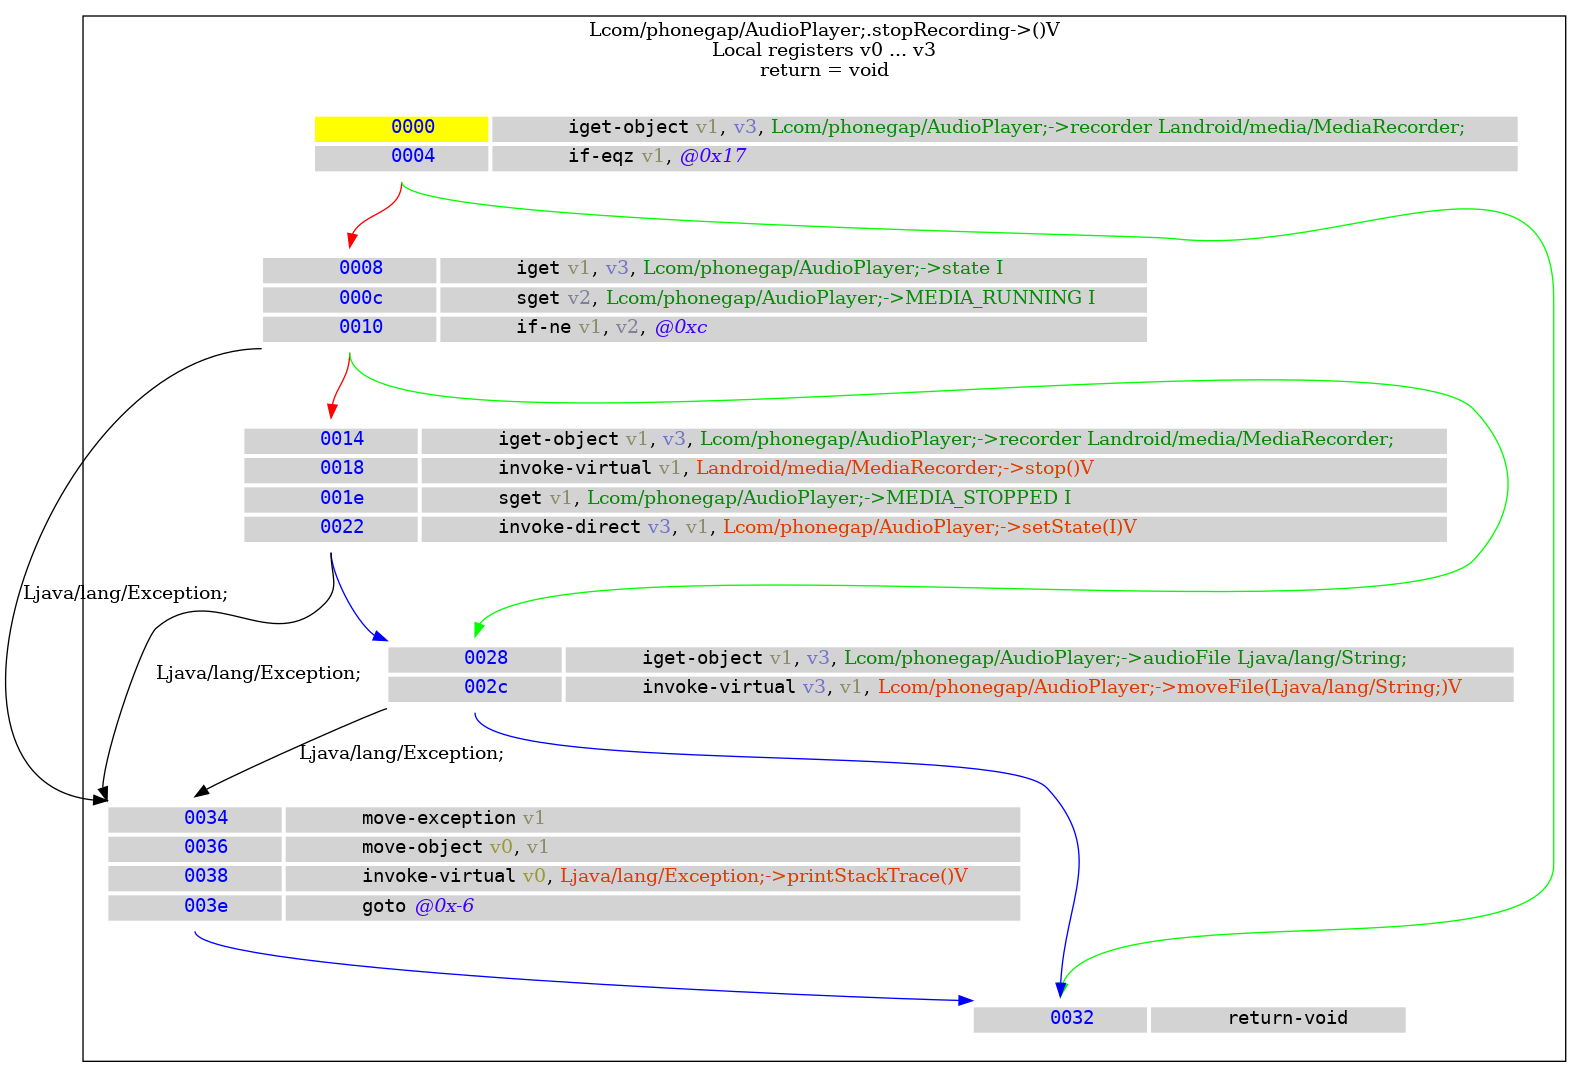 Lcom/phonegap/AudioPlayer;.stopRecording->()V
Local registers v0 ... v3
return = void
0000 iget-object v1, v3, Lcom/phonegap/AudioPlayer;->recorder Landroid/media/MediaRecorder;
0004 if-eqz v1, @0x17
0008 iget v1, v3, Lcom/phonegap/AudioPlayer;->state I
000c sget v2, Lcom/phonegap/AudioPlayer;->MEDIA_RUNNING I
0010 if-ne v1, v2, @0xc
0014 iget-object v1, v3, Lcom/phonegap/AudioPlayer;->recorder Landroid/media/MediaRecorder;
0018 invoke-virtual v1, Landroid/media/MediaRecorder;->stop()V
001e sget v1, Lcom/phonegap/AudioPlayer;->MEDIA_STOPPED I
0022 invoke-direct v3, v1, Lcom/phonegap/AudioPlayer;->setState(I)V
Ljava/lang/Exception;
0028 iget-object v1, v3, Lcom/phonegap/AudioPlayer;->audioFile Ljava/lang/String;
Ljava/lang/Exception;
002c invoke-virtual v3, v1, Lcom/phonegap/AudioPlayer;->moveFile(Ljava/lang/String;)V
Ljava/lang/Exception;
0034 move-exception v1
0036 move-object v0, v1
0038 invoke-virtual v0, Ljava/lang/Exception;->printStackTrace()V
003e goto @0x-6
0032 return-void